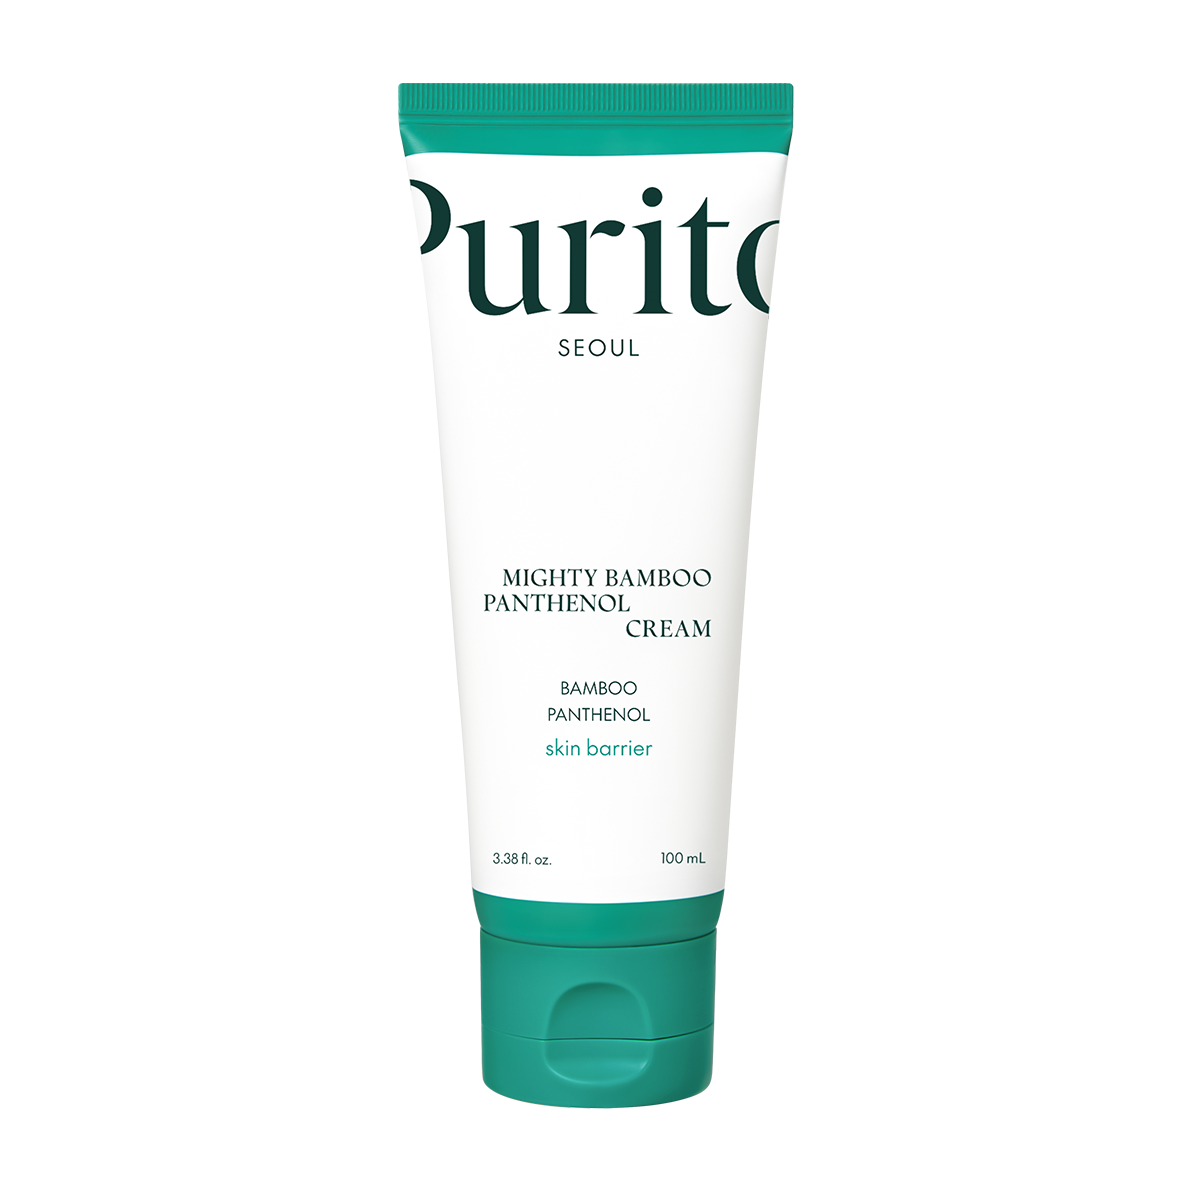 Purito
SEOUL
MIGHTY BAMBOO
PANTHENOL
CREAM
BAMBOO
PANTHENOL
skin barrier
3.38 fl. oz.
100 mL